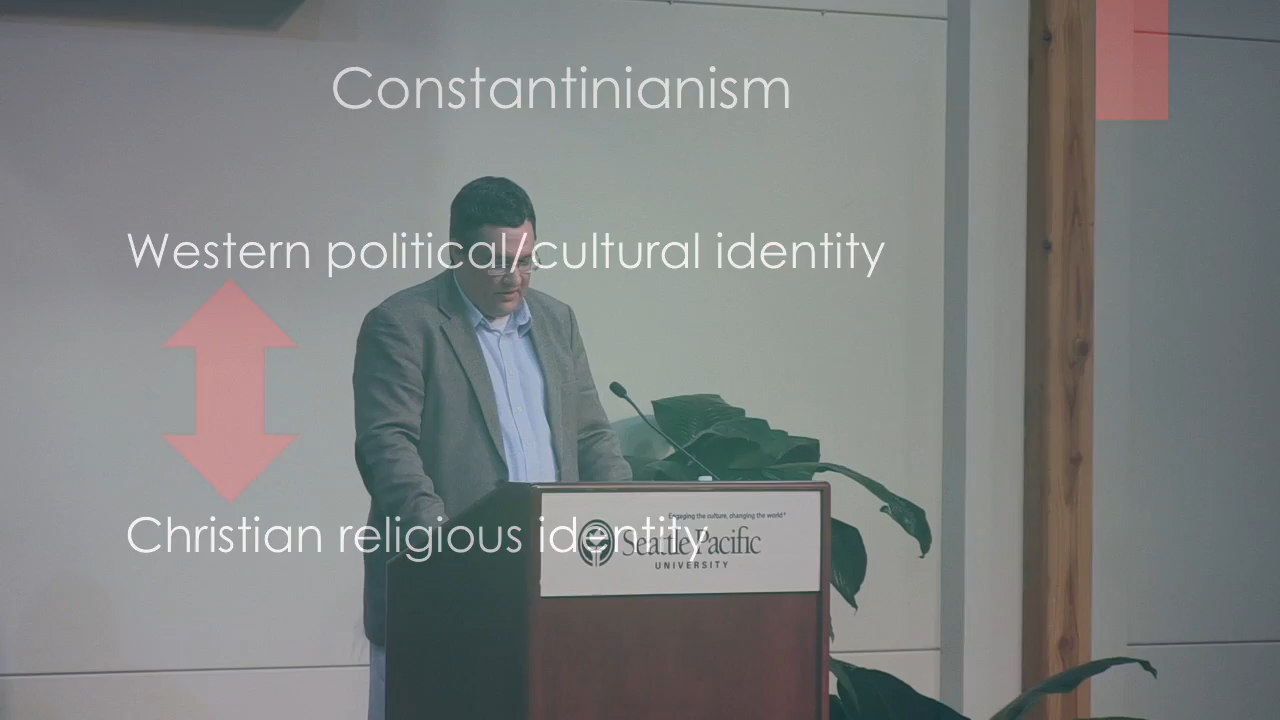 Constantinianism
Western political/cultural identity
Christian religious identity
Engaging the culture, changing the world®
Seattle Pacific
UNIVERSITY